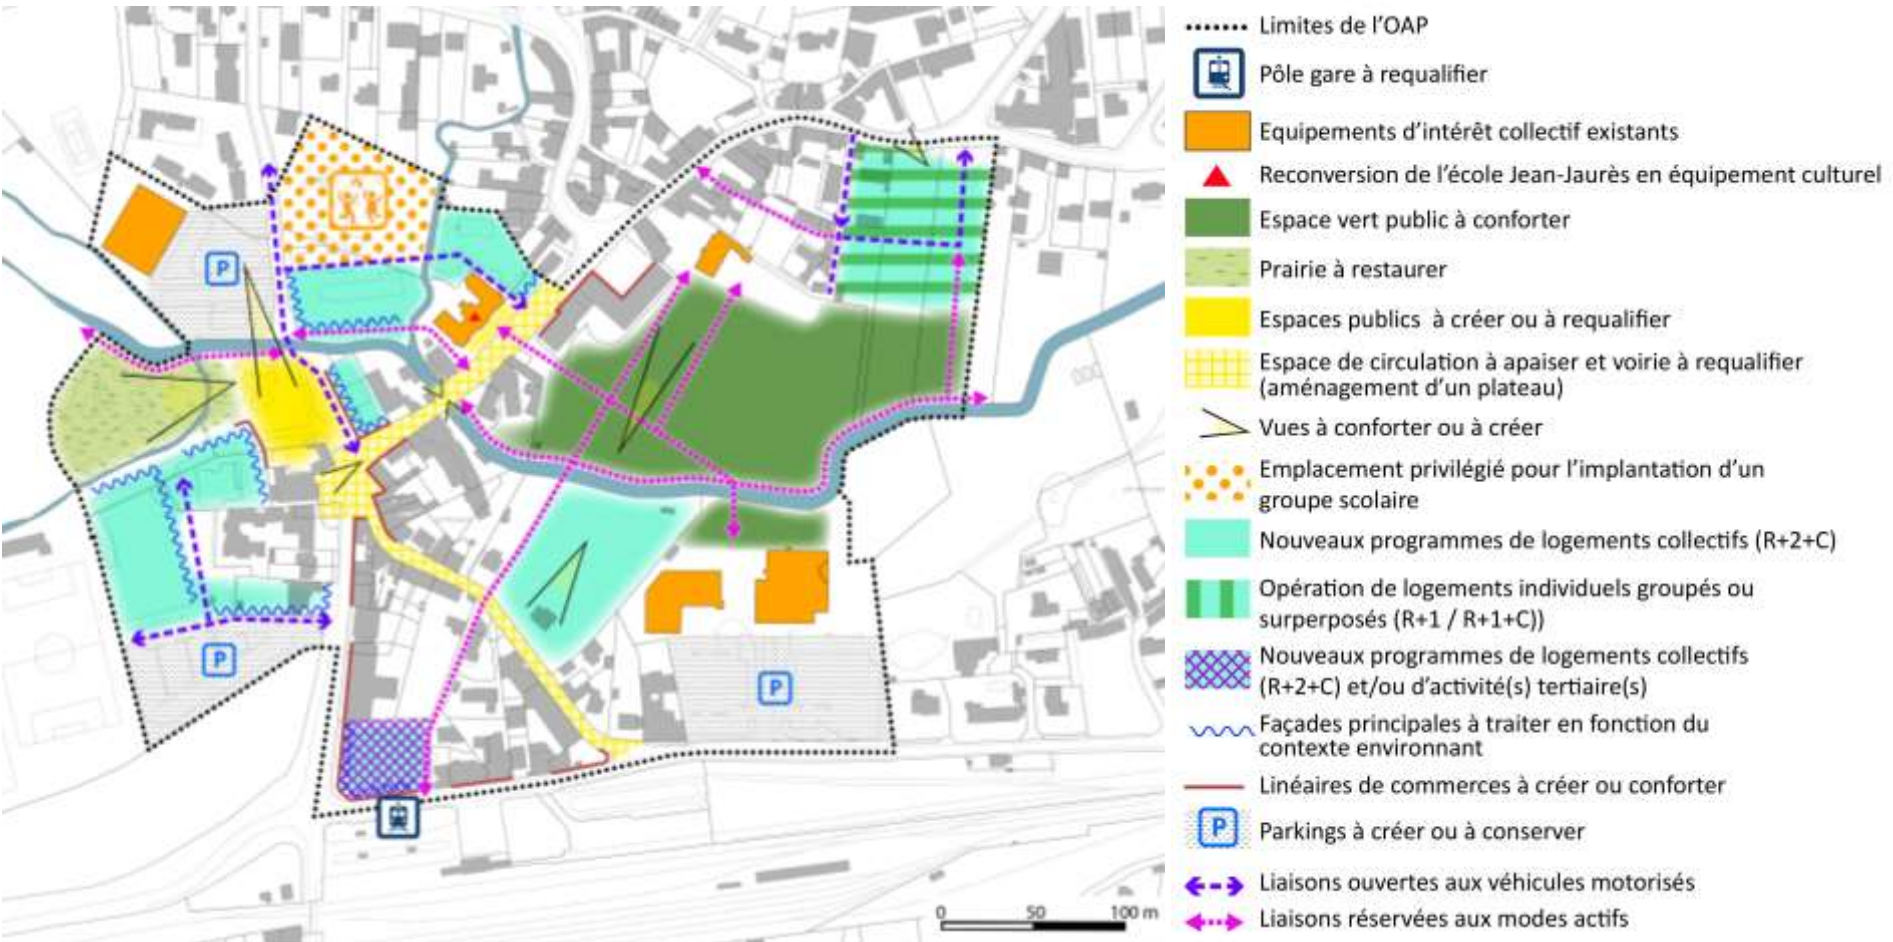 P
P
P
0 50 100 m
Limites de l'OAP
Pôle gare à requalifier
Equipements d'intérêt collectif existants
Reconversion de l'école Jean-Jaurès en équipement culturel
Espace vert public à conforter
Prairie à restaurer
Espaces publics à créer ou à requalifier
Espace de circulation à apaiser et voirie à requalifier
(aménagement d'un plateau)
Vues à conforter ou à créer
Emplacement privilégié pour l'implantation d'un
groupe scolaire
Nouveaux programmes de logements collectifs (R+2+C)
Opération de logements individuels groupés ou
surperposés (R+1 / R+1+C))
Nouveaux programmes de logements collectifs
(R+2+C) et/ou d'activité(s) tertiaire(s)
Façades principales à traiter en fonction du
contexte environnant
Linéaires de commerces à créer ou conforter
P Parkings à créer ou à conserver
Liaisons ouvertes aux véhicules motorisés
Liaisons réservées aux modes actifs